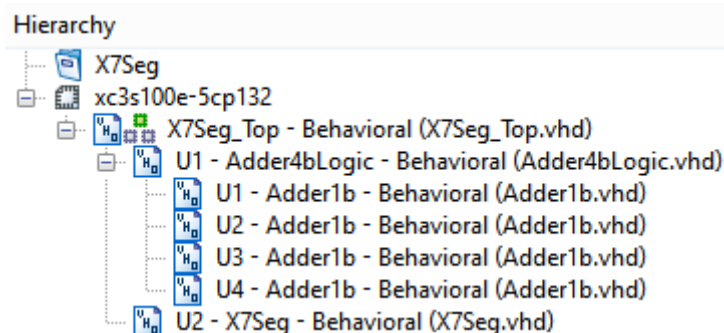 Hierarchy
X7Seg
xc3s100e-5cp132
X7Seg_Top - Behavioral (X7Seg_Top.vhd)
U1 - Adder4bLogic - Behavioral (Adder4bLogic.vhd)
U1 - Adder1b - Behavioral (Adder1b.vhd)
U2 - Adder1b - Behavioral (Adder1b.vhd)
U3 - Adder1b - Behavioral (Adder1b.vhd)
U4 - Adder1b - Behavioral (Adder1b.vhd)
U2 - X7Seg - Behavioral (X7Seg.vhd)